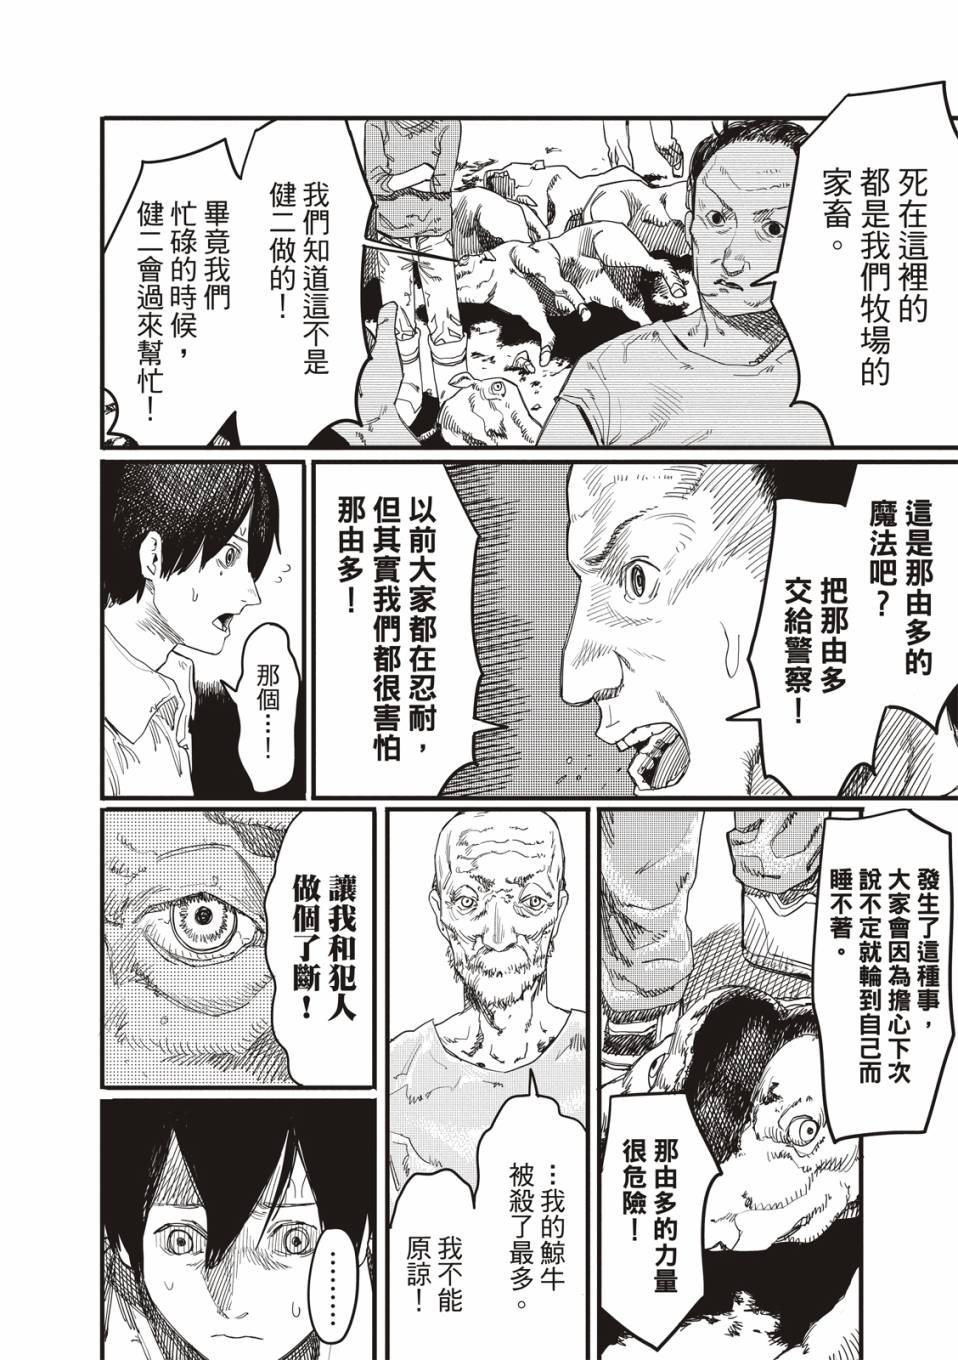 死在這裡的
都是我們牧場的
家畜。
我們知道這不是
健二做的！
畢竟我們
忙碌的時候，
健二會過來幫忙！
這是那由多的
魔法吧？
把那由多
交給警察！
以前大家都在忍耐，
但其實我們都很害怕
那由多！
那個…！
發生了這種事，
大家會因為擔心下次
說不定就輪到自己而
睡不著。
那由多的力量
很危險！
…我的鯨牛
被殺了最多。
我不能
原諒！
讓我和犯人
做個了斷！
………